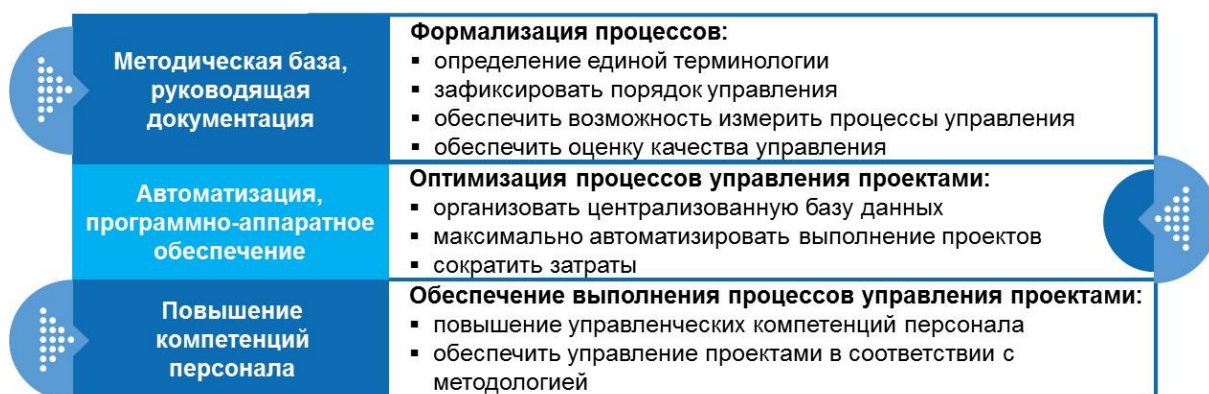 Методическая база,
руководящая
документация
Формализация процессов:
▪ определение единой терминологии
▪ зафиксировать порядок управления
▪ обеспечить возможность измерить процессы управления
▪ обеспечить оценку качества управления
Автоматизация,
программно-аппаратное
обеспечение
Оптимизация процессов управления проектами:
▪ организовать централизованную базу данных
▪ максимально автоматизировать выполнение проектов
▪ сократить затраты
Повышение
компетенций
персонала
Обеспечение выполнения процессов управления проектами:
▪ повышение управленческих компетенций персонала
▪ обеспечить управление проектами в соответствии с
методологией